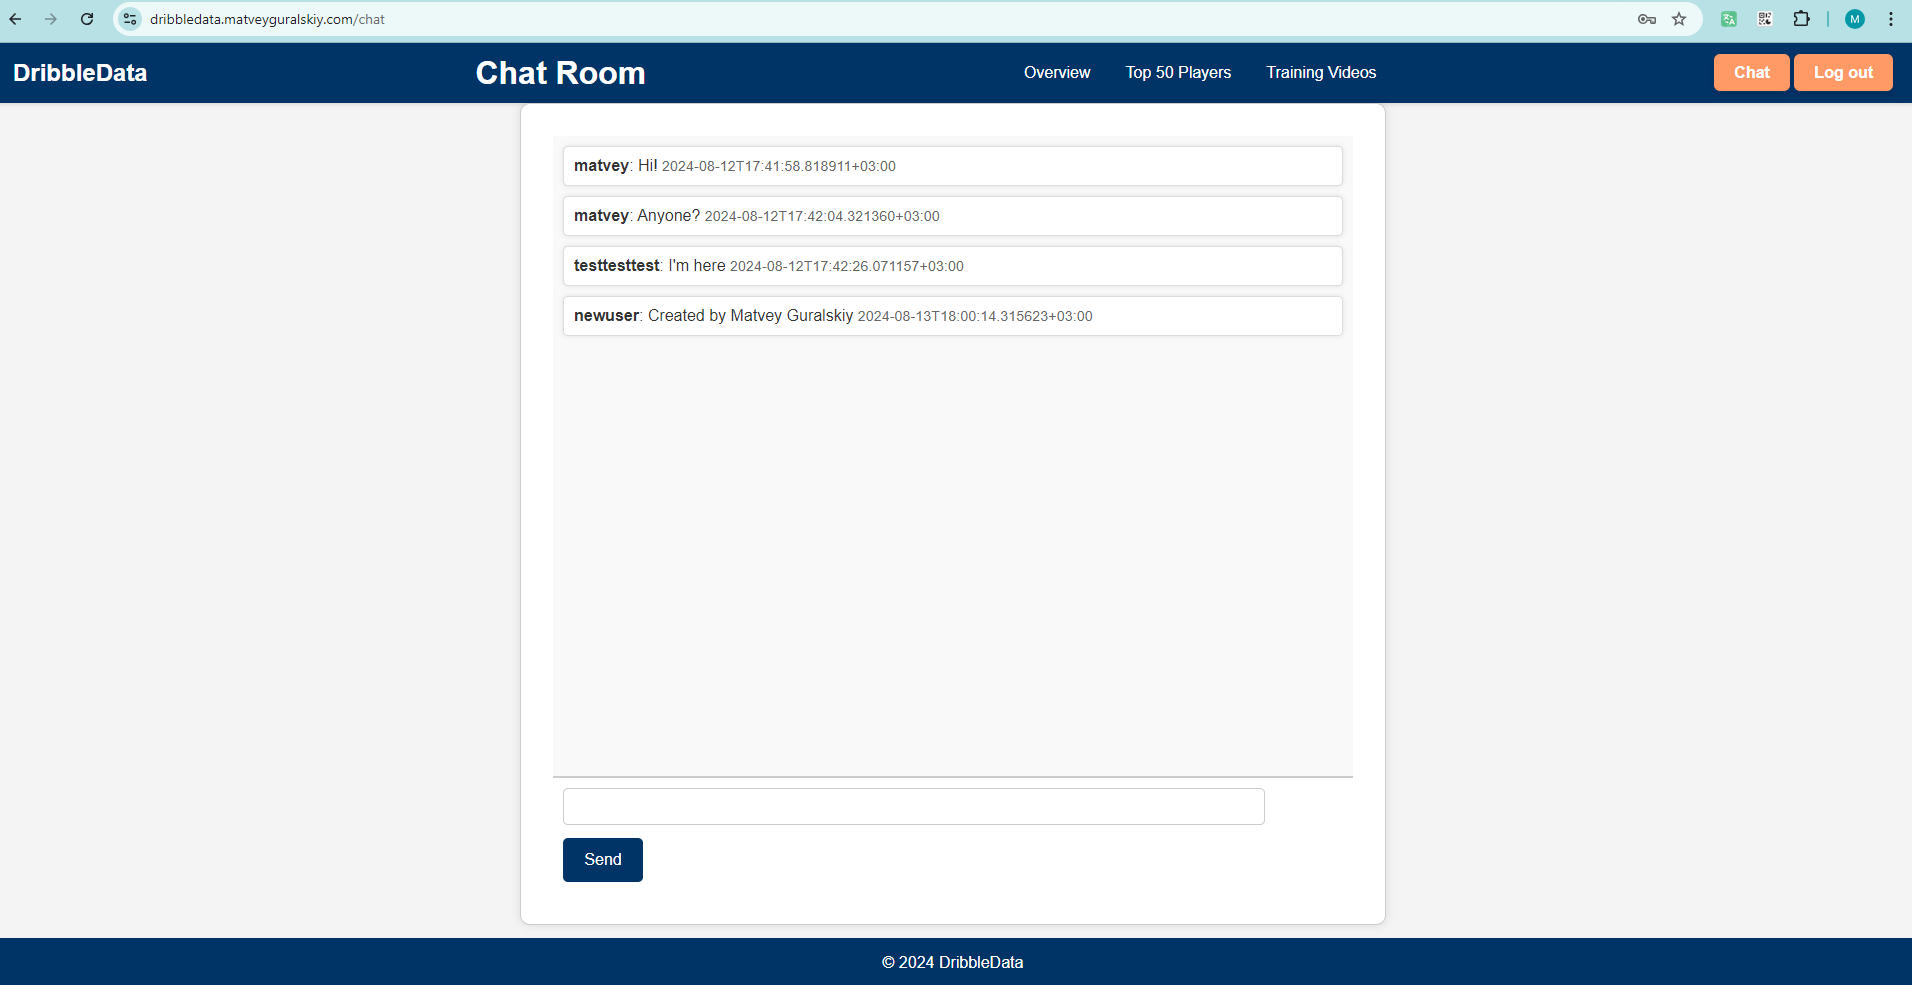 dribbledata.matveyguralskiy.com/chat
M
DribbleData
Chat Room
Overview
Top 50 Players
Training Videos
Chat
Log out
matvey: Hi! 2024-08-12T17:41:58.818911+03:00
matvey: Anyone? 2024-08-12T17:42:04.321360+03:00
testtesttest: I'm here 2024-08-12T17:42:26.071157+03:00
newuser: Created by Matvey Guralskiy 2024-08-13T18:00:14.315623+03:00
Send
© 2024 DribbleData